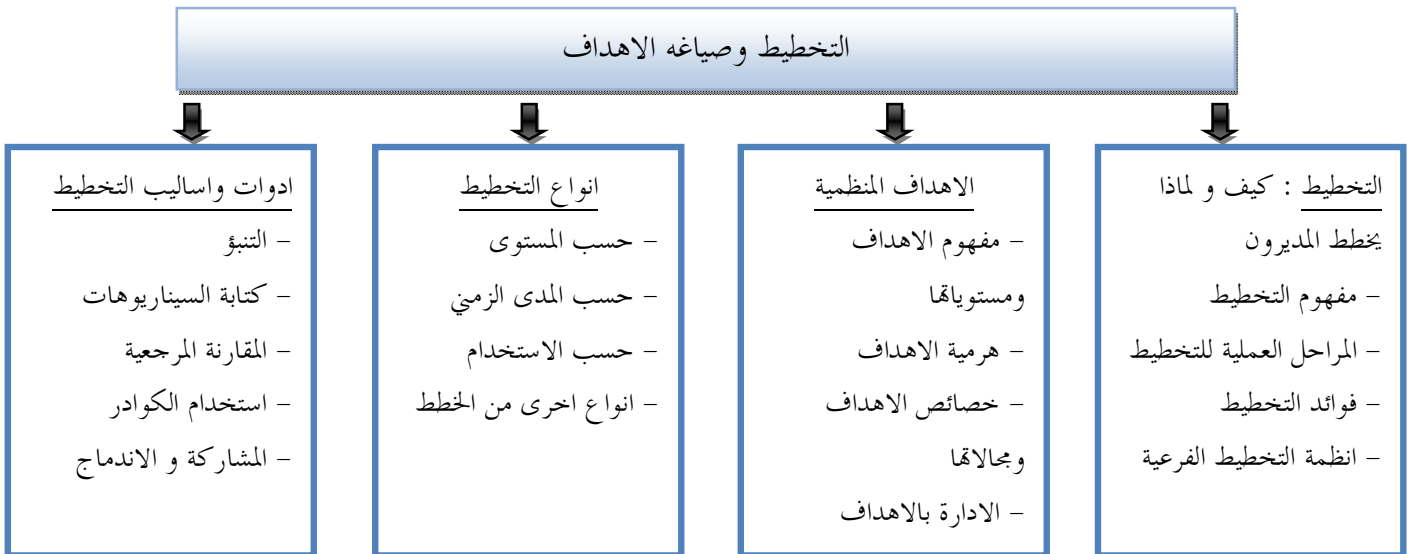 التخطيط وصياغه الاهداف
التخطيط : كيف و لماذا
يخطط المديرون
- مفهوم التخطيط
- المراحل العملية للتخطيط
- فوائد التخطيط
- انظمة التخطيط الفرعية
الاهداف المنظمية
- مفهوم الاهداف
ومستوياتها
- هرمية الاهداف
- خصائص الاهداف
ومجالاتها
- الادارة بالاهداف
انواع التخطيط
- حسب المستوى
- حسب المدى الزمني
- حسب الاستخدام
- انواع اخرى من الخطط
ادوات واساليب التخطيط
- التنبؤ
- كتابة السيناريوهات
- المقارنة المرجعية
- استخدام الكوادر
- المشاركة و الاندماج